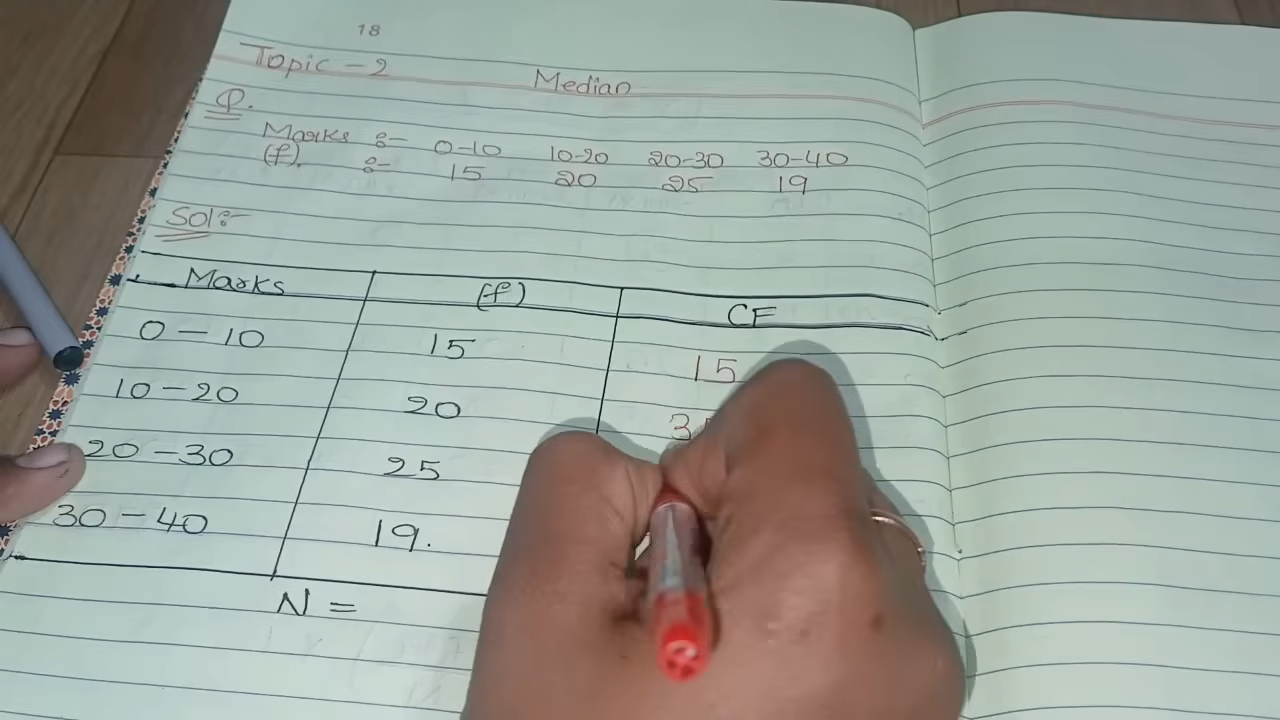 18
Topic - 2 Median
Q.
Marks :- 0-10 10-20 20-30 30-40
(f). :- 15 20 25 19
Sol:-
Marks (f) CF
0 - 10 15 15
10 - 20 20
20 - 30 25
30 - 40 19.
N =